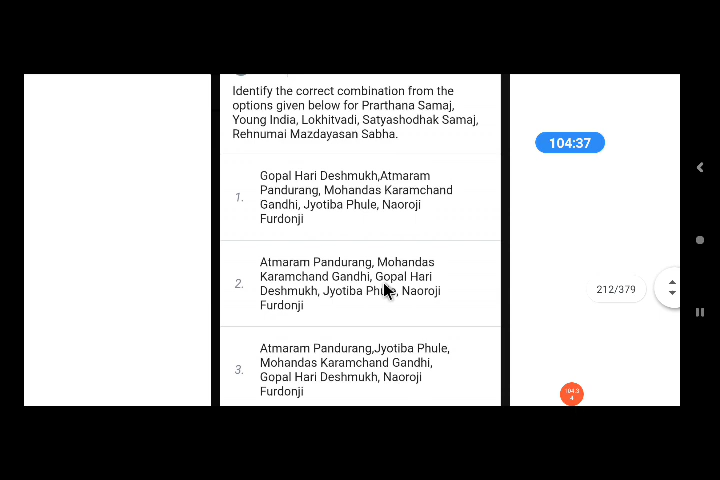 Identify the correct combination from the
options given below for Prarthana Samaj,
Young India, Lokhitvadi, Satyashodhak Samaj,
Rehnumai Mazdayasan Sabha.
1.
Gopal Hari Deshmukh,Atmaram
Pandurang, Mohandas Karamchand
Gandhi, Jyotiba Phule, Naoroji
Furdonji
2.
Atmaram Pandurang, Mohandas
Karamchand Gandhi, Gopal Hari
Deshmukh, Jyotiba Phule, Naoroji
Furdonji
3.
Atmaram Pandurang,Jyotiba Phule,
Mohandas Karamchand Gandhi,
Gopal Hari Deshmukh, Naoroji
Furdonji
104:37
212/379
104:3
4